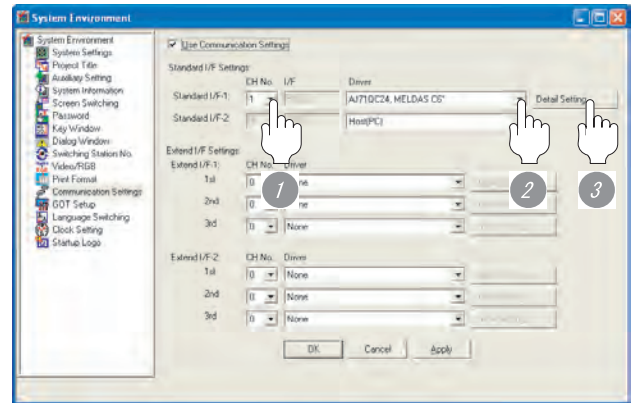 System Environment
System Environment
System Settings
Project Title
Auxiliary Setting
System Information
Screen Switching
Password
Key Window
Dialog Window
Switching Station No.
Video/RGB
Print Format
Communication Settings
GOT Setup
Language Switching
Clock Setting
Startup Logo
Use Communication Settings
Standard I/F Settings
CH No. I/F Driver
Standard I/F-1: 1 AJ71QC24, MELDAS C6* Detail Setting
Standard I/F-2: Host(PC)
Extend I/F Settings
Extend I/F-1: CH No. Driver
1st 0
2nd 0
3rd 0 None
Extend I/F-2: CH No. Driver
1st 0 None
2nd 0 None
3rd 0 None
OK Cancel Apply
1 2 3